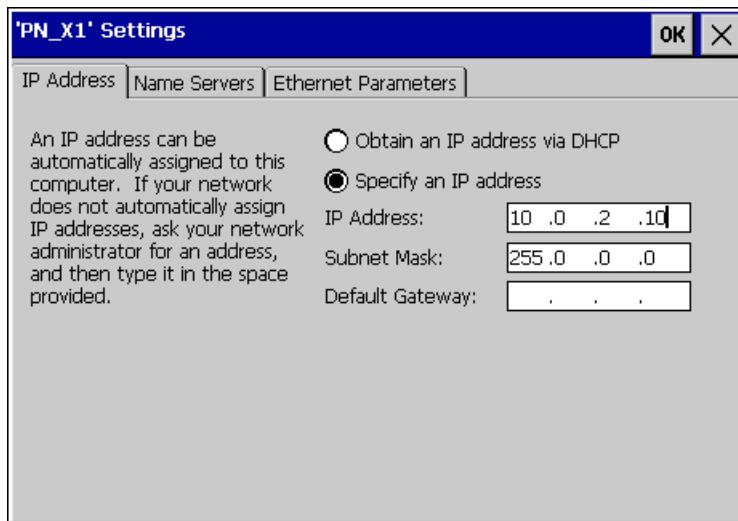 'PN_X1' Settings
OK
IP Address
Name Servers
Ethernet Parameters
An IP address can be
automatically assigned to this
computer. If your network
does not automatically assign
IP addresses, ask your network
administrator for an address,
and then type it in the space
provided.
Obtain an IP address via DHCP
Specify an IP address
IP Address: 10 .0 .2 .10
Subnet Mask: 255 .0 .0 .0
Default Gateway: . . .